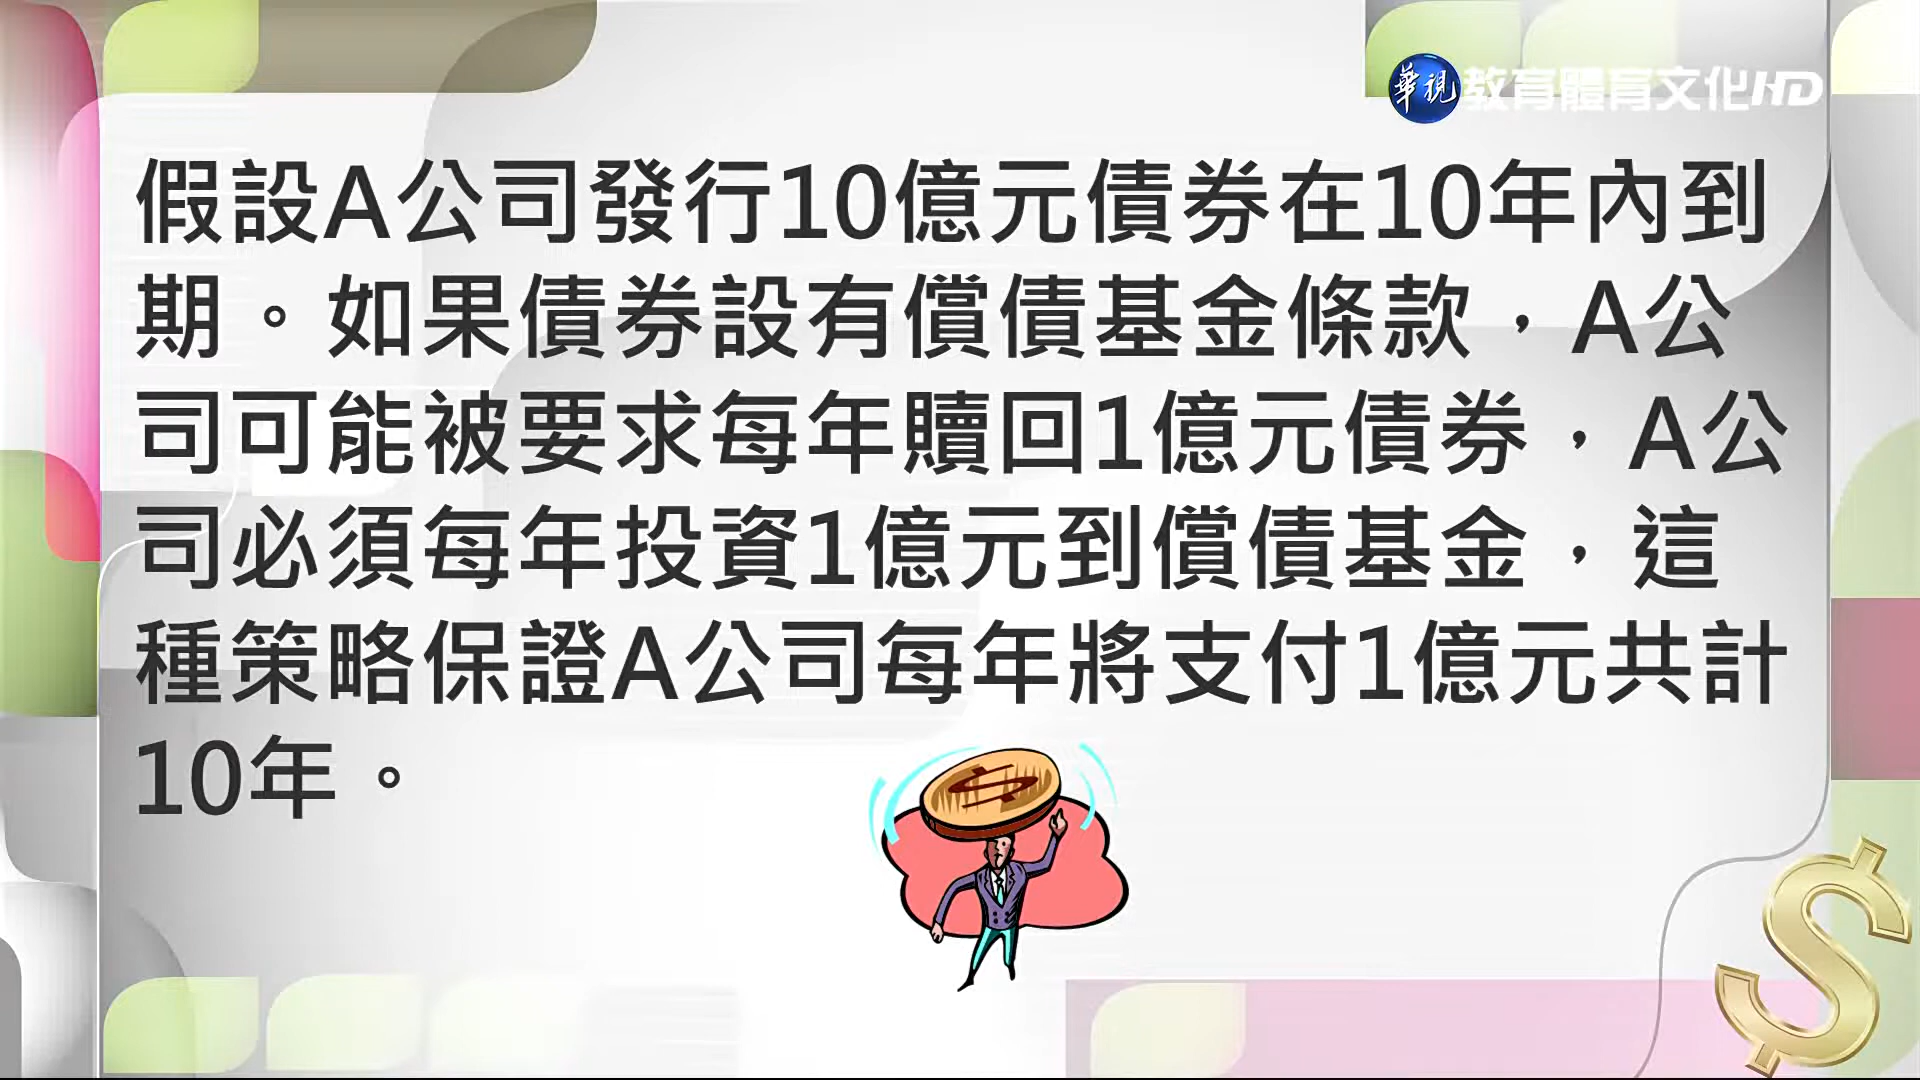 華視 教育體育文化HD
假設A公司發行10億元債券在10年內到
期。如果債券設有償債基金條款，A公
司可能被要求每年贖回1億元債券，A公
司必須每年投資1億元到償債基金，這
種策略保證A公司每年將支付1億元共計
10年。